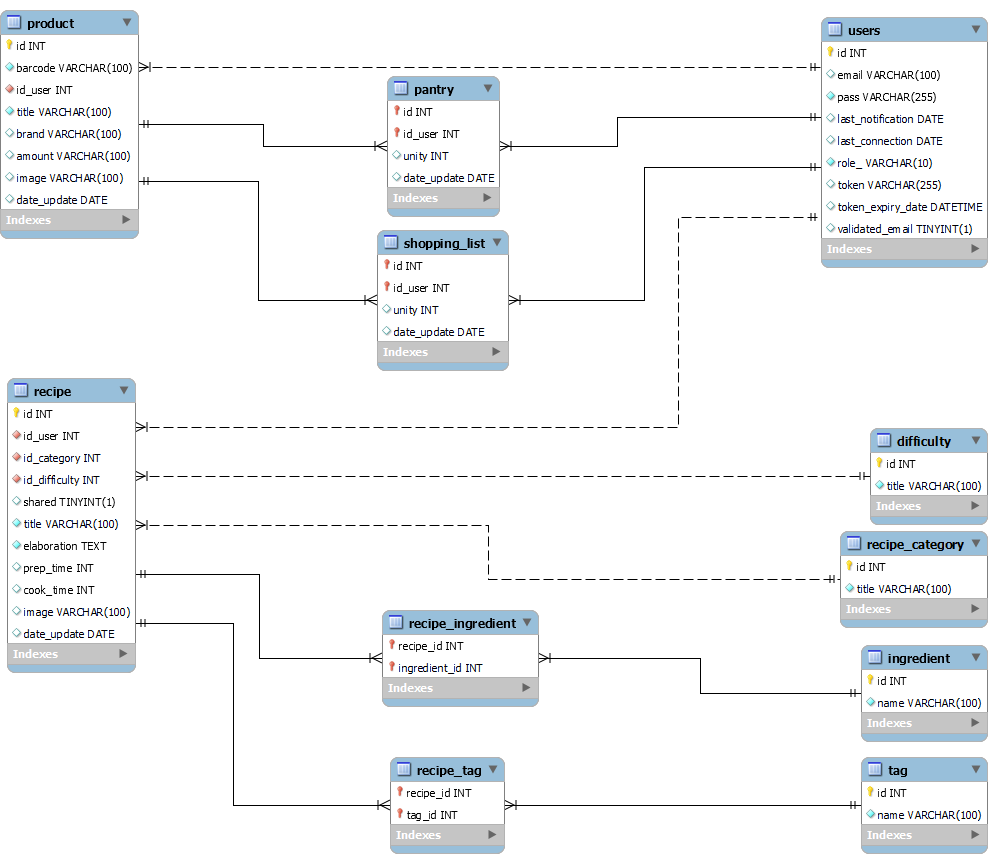 product
id INT
barcode VARCHAR(100)
id_user INT
title VARCHAR(100)
brand VARCHAR(100)
amount VARCHAR(100)
image VARCHAR(100)
date_update DATE
Indexes
users
id INT
email VARCHAR(100)
pass VARCHAR(255)
last_notification DATE
last_connection DATE
role_ VARCHAR(10)
token VARCHAR(255)
token_expiry_date DATETIME
validated_email TINYINT(1)
Indexes
pantry
id INT
id_user INT
unity INT
date_update DATE
Indexes
shopping_list
id INT
id_user INT
unity INT
date_update DATE
Indexes
recipe
id INT
id_user INT
id_category INT
id_difficulty INT
shared TINYINT(1)
title VARCHAR(100)
elaboration TEXT
prep_time INT
cook_time INT
image VARCHAR(100)
date_update DATE
Indexes
difficulty
id INT
title VARCHAR(100)
Indexes
recipe_category
id INT
title VARCHAR(100)
Indexes
recipe_ingredient
recipe_id INT
ingredient_id INT
Indexes
ingredient
id INT
name VARCHAR(100)
Indexes
recipe_tag
recipe_id INT
tag_id INT
Indexes
tag
id INT
name VARCHAR(100)
Indexes